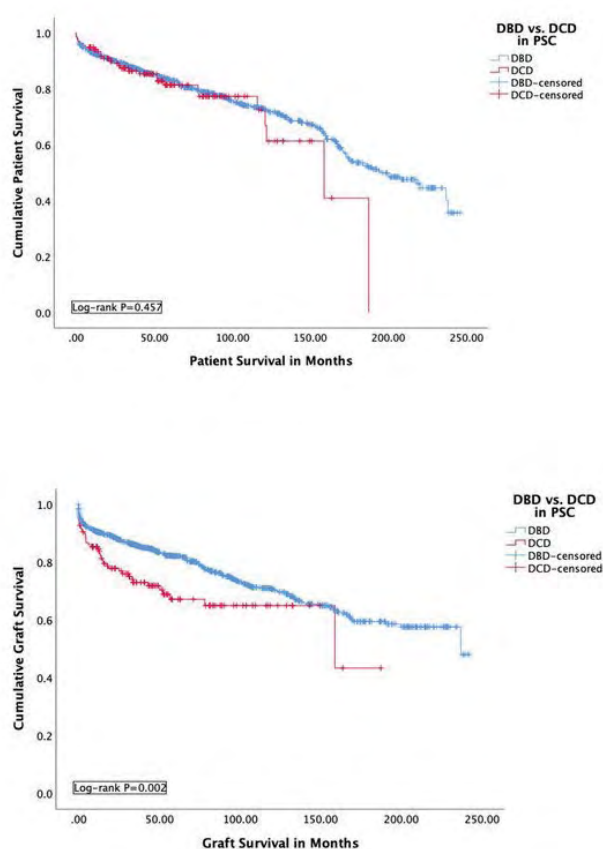 DBD vs. DCD
in PSC
DBD
DCD
DBD-censored
DCD-censored
Cumulative Patient Survival
1.0
0.8
0.6
0.4
0.2
0.0
Log-rank P=0.457
.00 50.00 100.00 150.00 200.00 250.00
Patient Survival in Months
DBD vs. DCD
in PSC
DBD
DCD
DBD-censored
DCD-censored
Cumulative Graft Survival
1.0
0.8
0.6
0.4
0.2
0.0
Log-rank P=0.002
.00 50.00 100.00 150.00 200.00 250.00
Graft Survival in Months